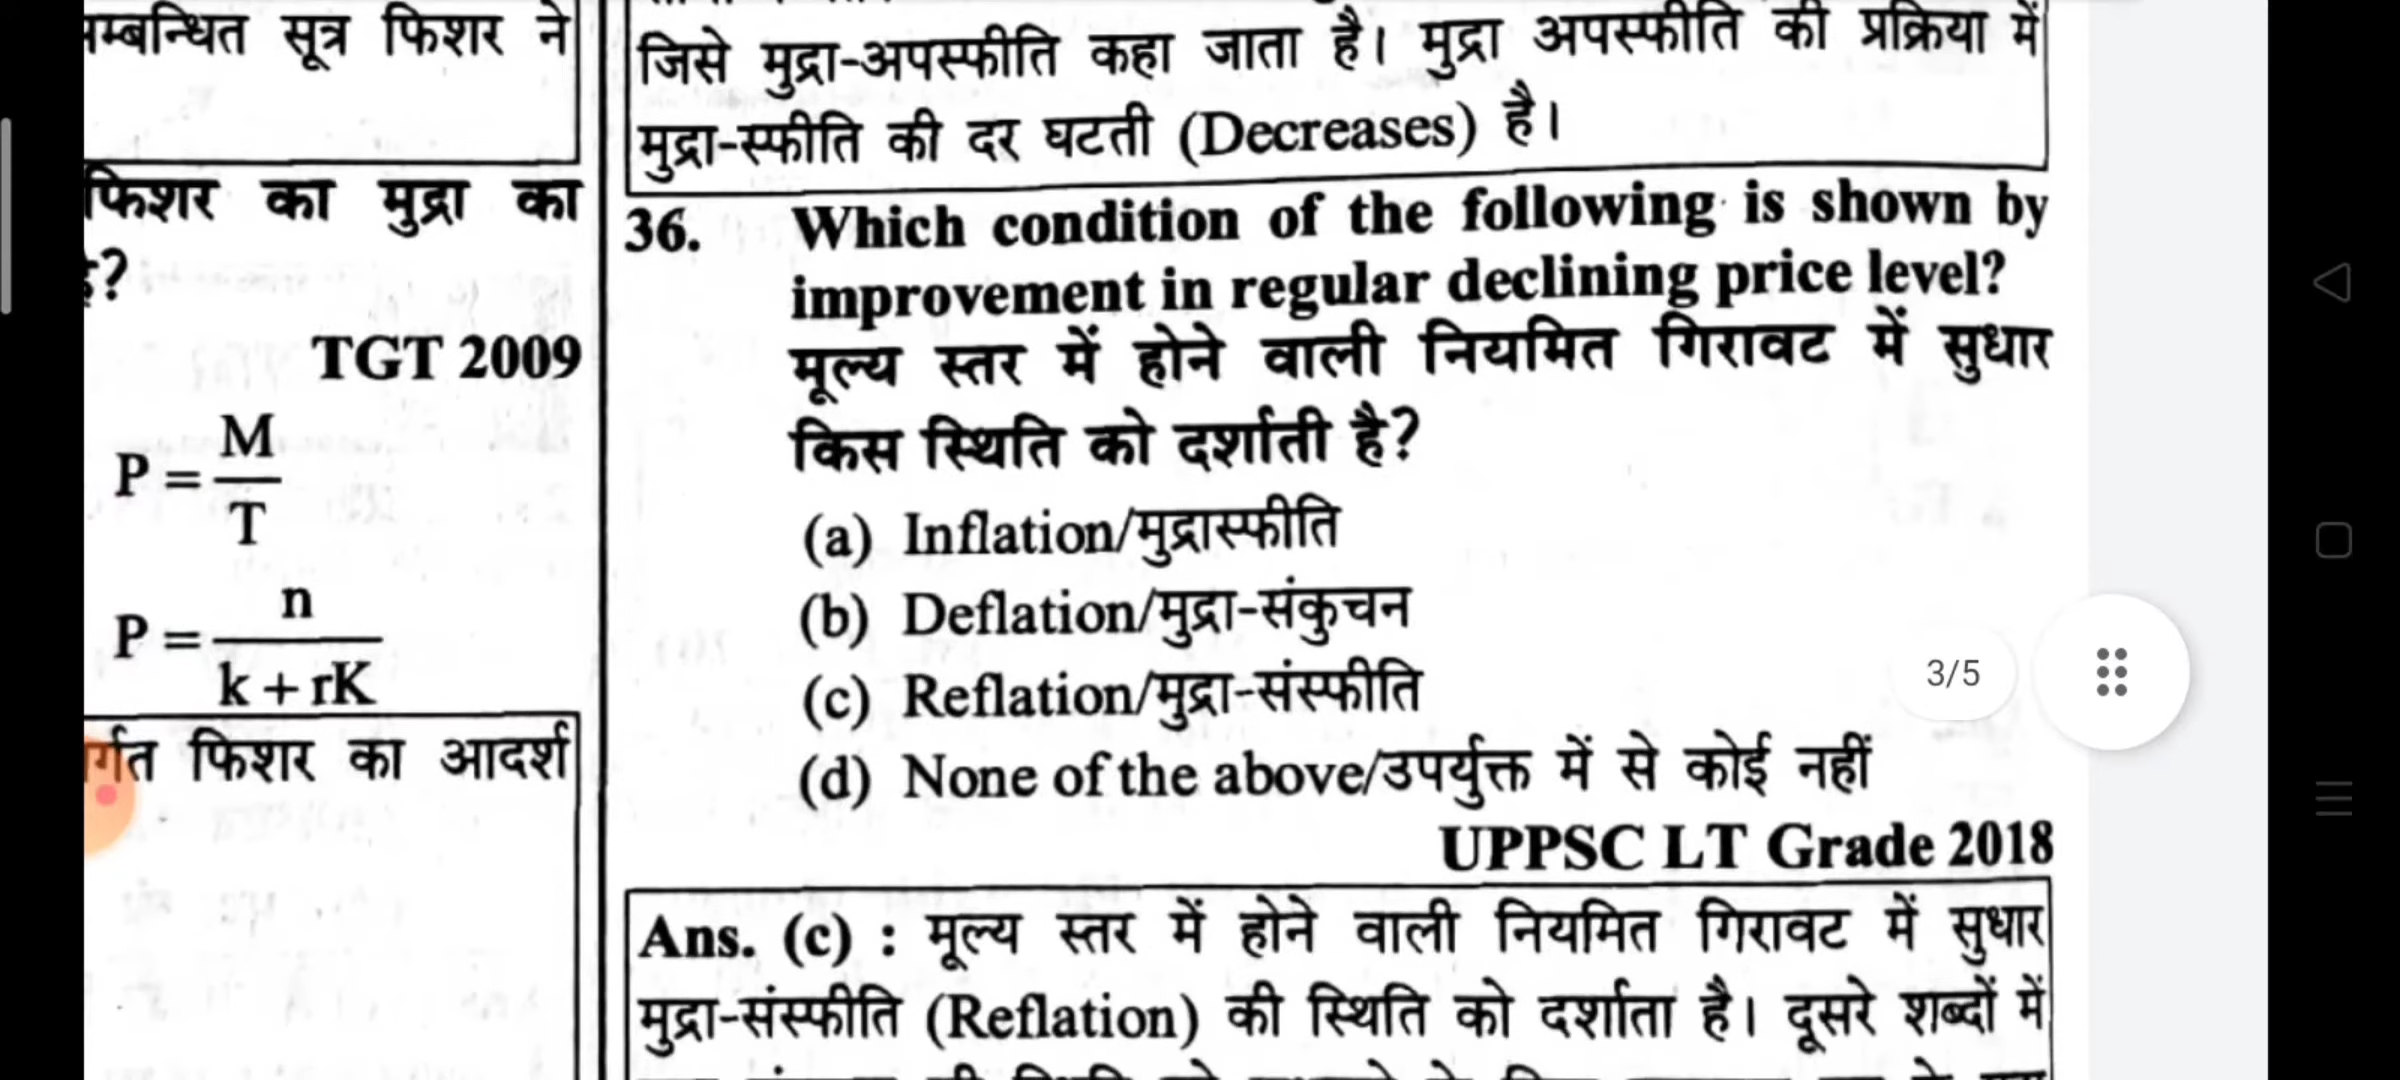 म्बन्धित सूत्र फिशर ने
फिशर का मुद्रा का
है?
TGT 2009
P = M
T
P = n
k + rK
र्गत फिशर का आदर्श
जिसे मुद्रा-अपस्फीति कहा जाता है। मुद्रा अपस्फीति की प्रक्रिया में
मुद्रा-स्फीति की दर घटती (Decreases) है।
36. Which condition of the following is shown by
improvement in regular declining price level?
मूल्य स्तर में होने वाली नियमित गिरावट में सुधार
किस स्थिति को दर्शाती है?
(a) Inflation/मुद्रास्फीति
(b) Deflation/मुद्रा-संकुचन
(c) Reflation/मुद्रा-संस्फीति
(d) None of the above/उपर्युक्त में से कोई नहीं
UPPSC LT Grade 2018
Ans. (c) : मूल्य स्तर में होने वाली नियमित गिरावट में सुधार
मुद्रा-संस्फीति (Reflation) की स्थिति को दर्शाता है। दूसरे शब्दों में
3/5